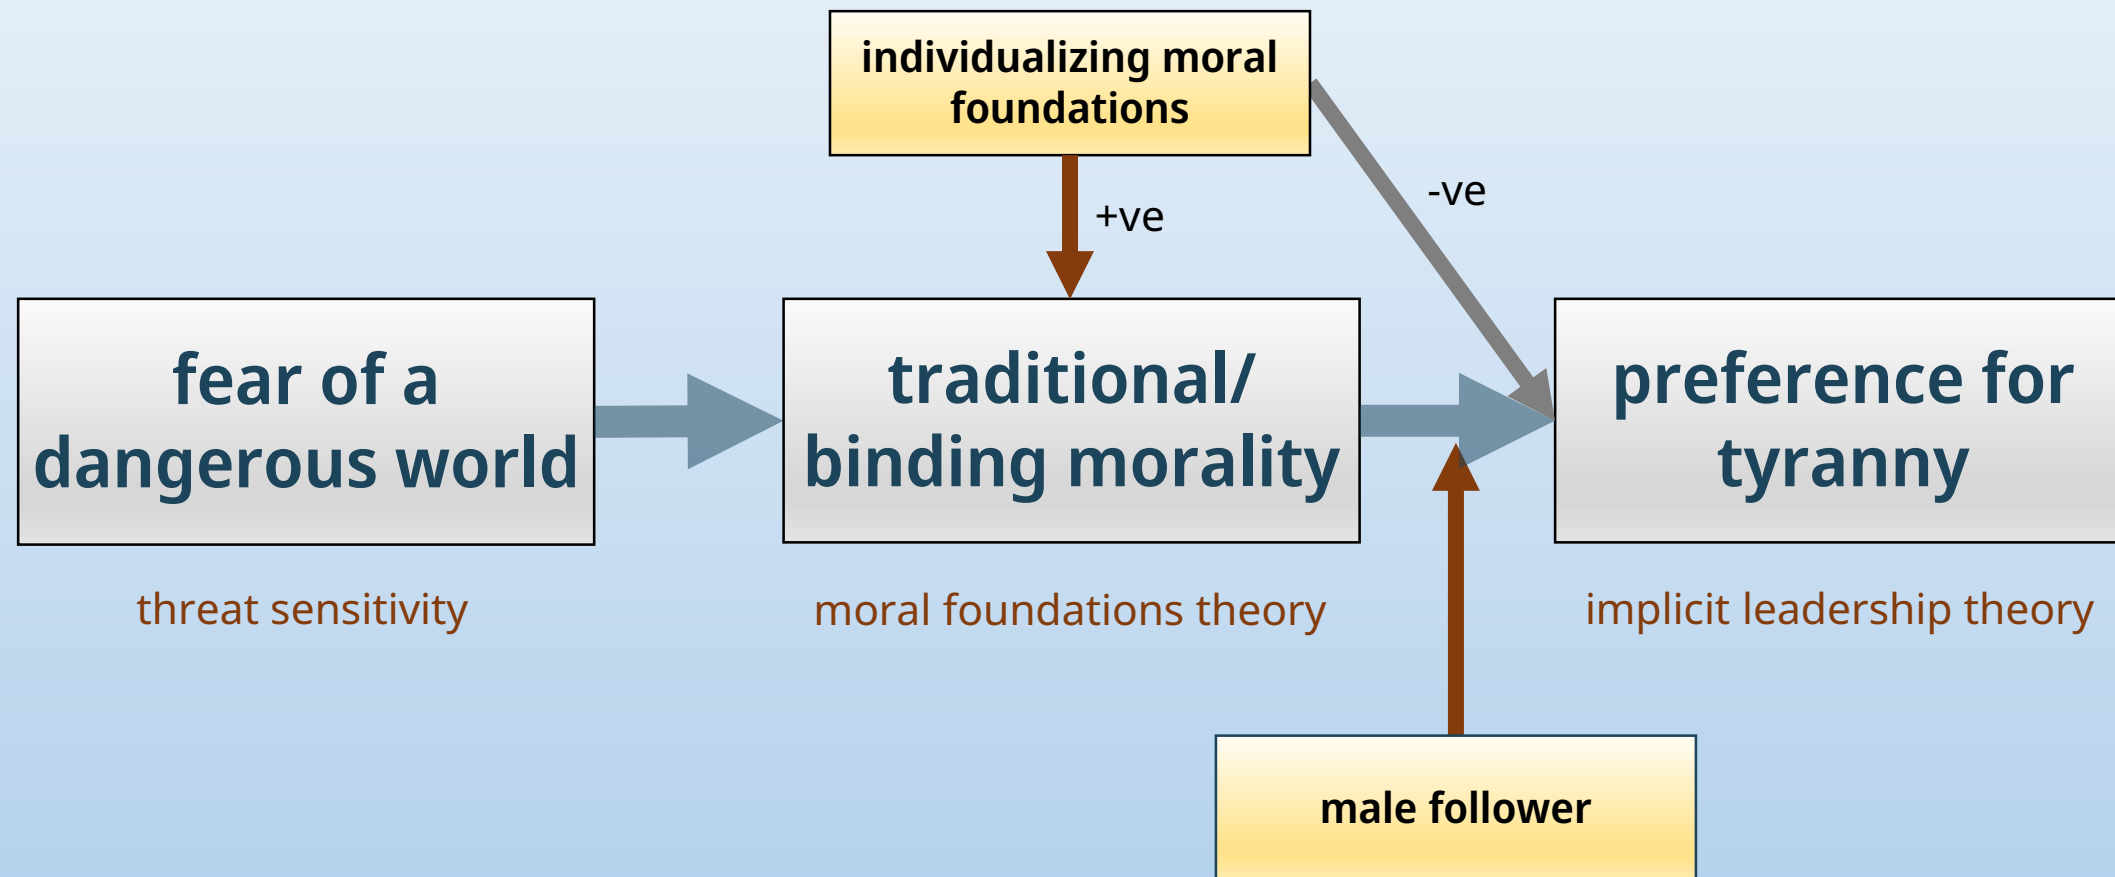 individualizing moral
foundations
+ve
-ve
fear of a
dangerous world
traditional/
binding morality
preference for
tyranny
threat sensitivity
moral foundations theory
implicit leadership theory
male follower